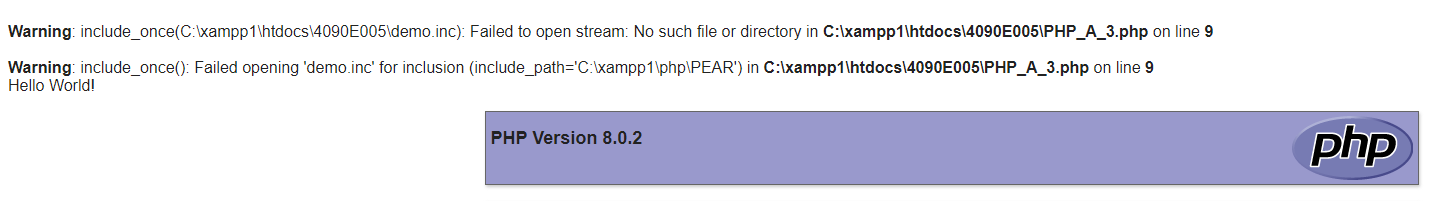 Warning: include_once(C:\xampp1\htdocs\4090E005\demo.inc): Failed to open stream: No such file or directory in C:\xampp1\htdocs\4090E005\PHP_A_3.php on line 9
Warning: include_once(): Failed opening 'demo.inc' for inclusion (include_path='C:\xampp1\php\PEAR') in C:\xampp1\htdocs\4090E005\PHP_A_3.php on line 9
Hello World!
PHP Version 8.0.2
php